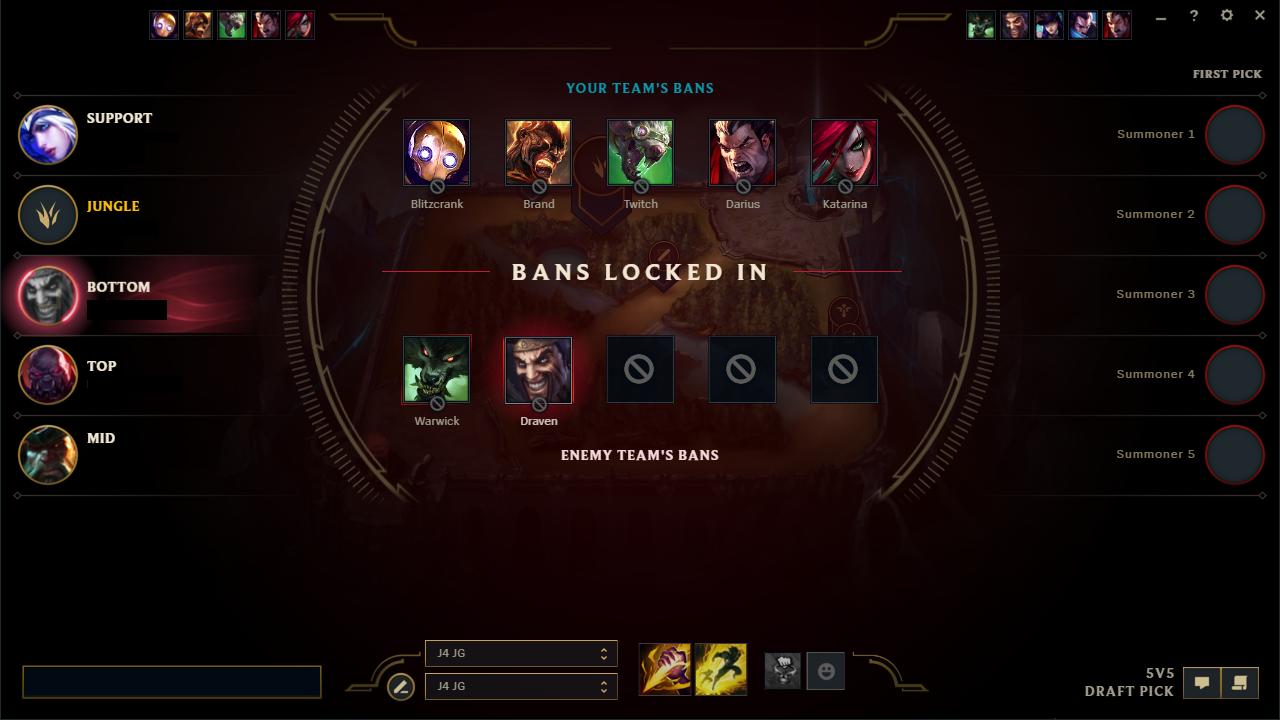 ?
FIRST PICK
YOUR TEAM'S BANS
SUPPORT
Summoner 1
Blitzcrank
Brand
Twitch
Darius
Katarina
JUNGLE
Summoner 2
BANS LOCKED IN
BOTTOM
Summoner 3
TOP
Summoner 4
Warwick
Draven
MID
ENEMY TEAM'S BANS
Summoner 5
J4 JG
J4 JG
5V5
DRAFT PICK